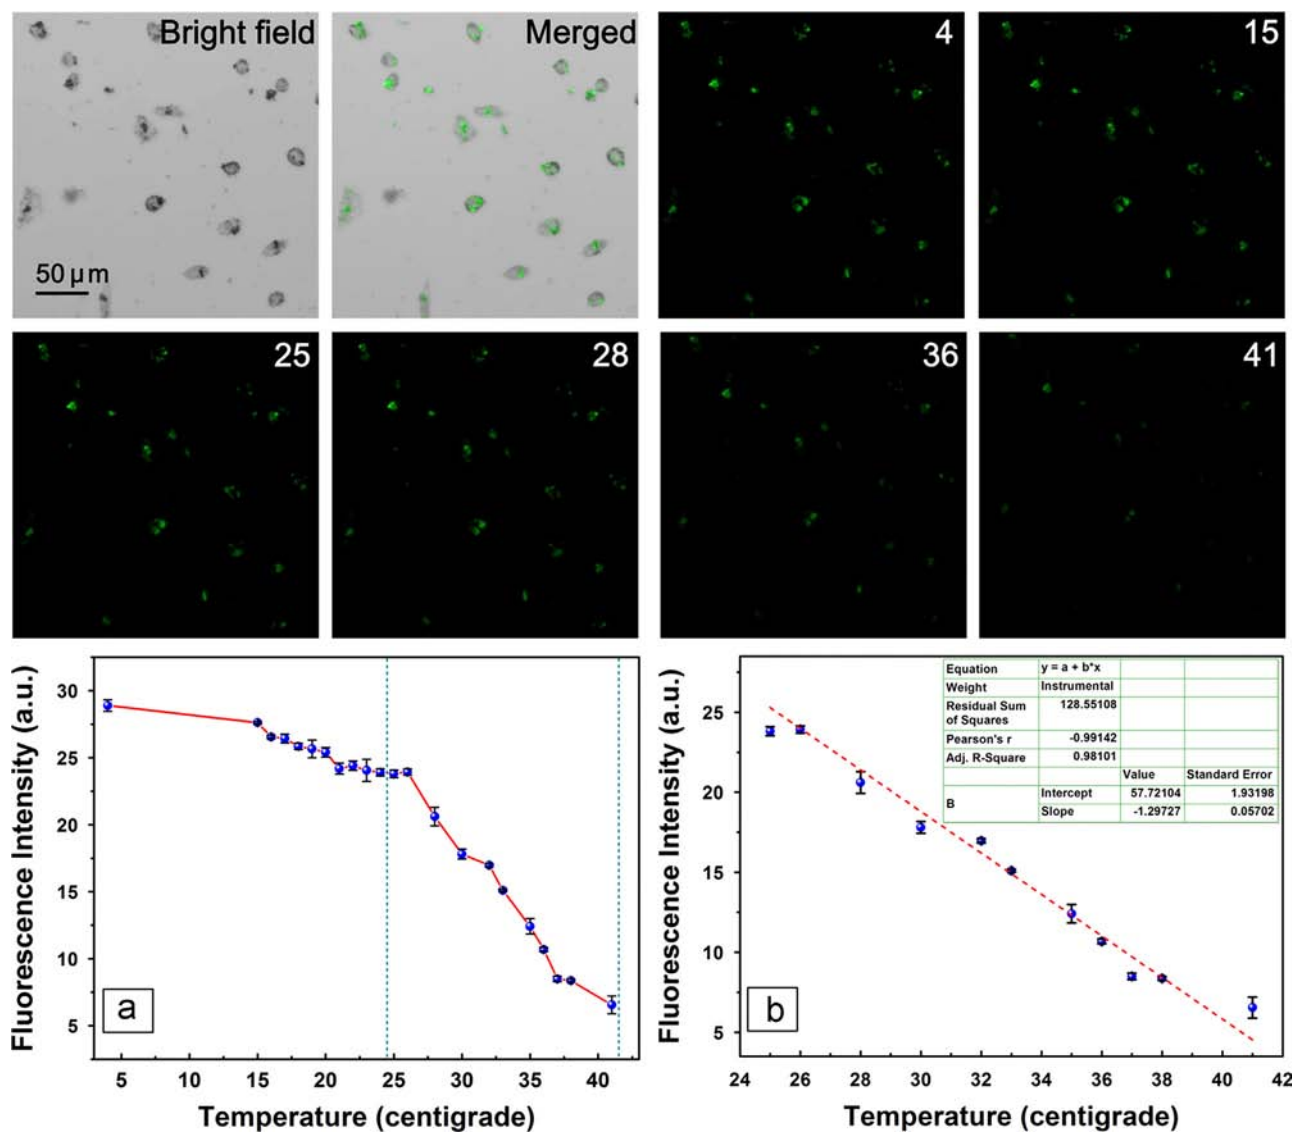 Bright field
Merged
4
15
50 µm
25
28
36
41
Fluorescence Intensity (a.u.)
30
25
20
15
10
5
a
5 15 20 25 30 35 40
Temperature (centigrade)
Fluorescence Intensity (a.u.)
25
20
15
10
5
Equation y = a + b*x
Weight Instrumental
Residual Sum
of Squares 128.55108
Pearson's r -0.99142
Adj. R-Square 0.98101
Value Standard Error
B Intercept 57.72104 1.93198
Slope -1.29727 0.05702
b
24 26 28 30 32 34 36 38 40 42
Temperature (centigrade)